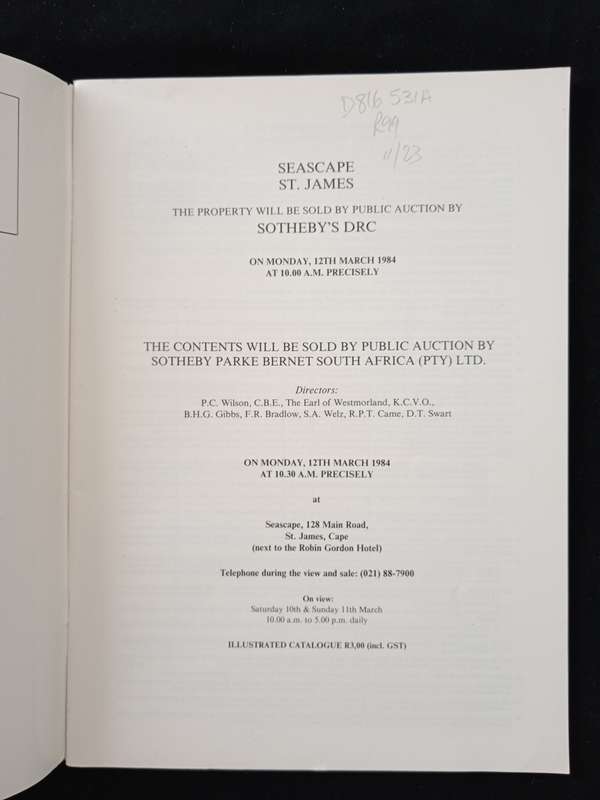 D816 531A
R99
11/23
SEASCAPE
ST. JAMES
THE PROPERTY WILL BE SOLD BY PUBLIC AUCTION BY
SOTHEBY'S DRC
ON MONDAY, 12TH MARCH 1984
AT 10.00 A.M. PRECISELY
THE CONTENTS WILL BE SOLD BY PUBLIC AUCTION BY
SOTHEBY PARKE BERNET SOUTH AFRICA (PTY) LTD.
Directors:
P.C. Wilson, C.B.E., The Earl of Westmorland, K.C.V.O.,
B.H.G. Gibbs, F.R. Bradlow, S.A. Welz, R.P.T. Came, D.T. Swart
ON MONDAY, 12TH MARCH 1984
AT 10.30 A.M. PRECISELY
at
Seascape, 128 Main Road,
St. James, Cape
(next to the Robin Gordon Hotel)
Telephone during the view and sale: (021) 88-7900
On view:
Saturday 10th & Sunday 11th March
10.00 a.m. to 5.00 p.m. daily
ILLUSTRATED CATALOGUE R3,00 (incl. GST)